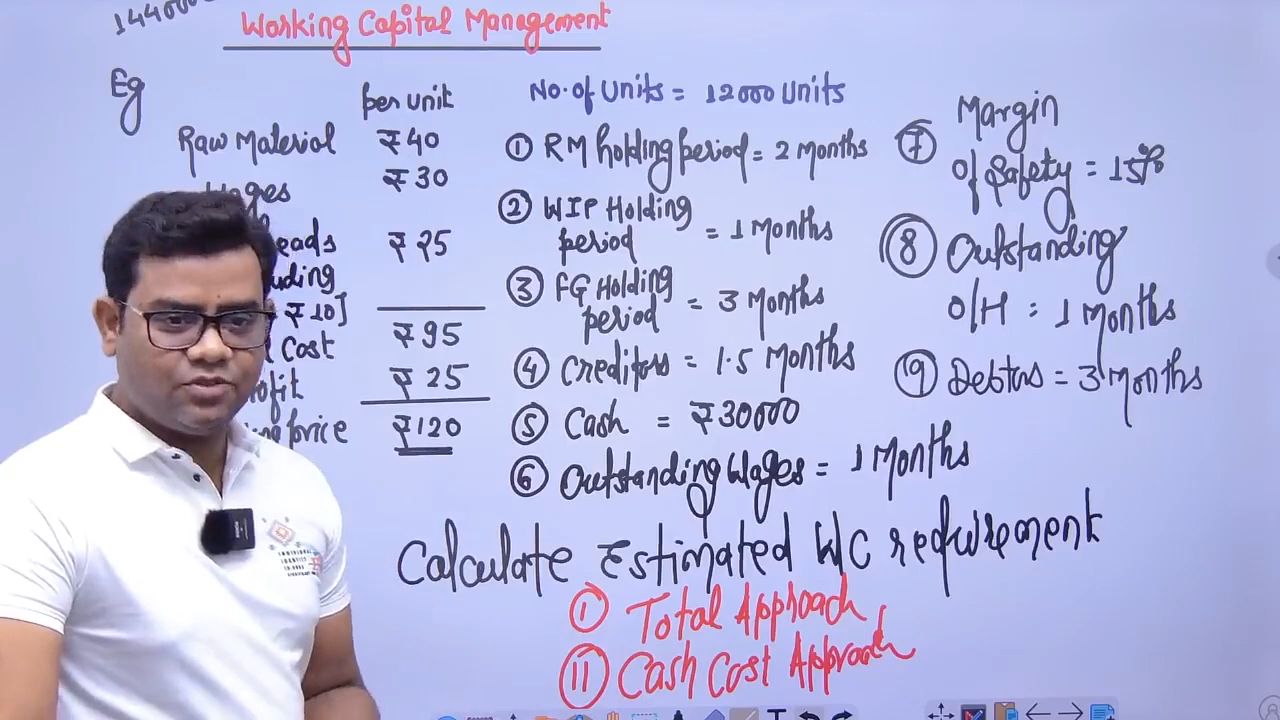 Working Capital Management
Eg
per unit
Raw Material ₹40
₹30
₹25
₹10]
Cost ₹95
₹25
price ₹120
No. of Units = 12000 Units
① RM holding period = 2 Months
② WIP Holding
period = 1 Months
③ FG Holding
period = 3 Months
④ Creditors = 1.5 Months
⑤ Cash = ₹30000
⑥ Outstanding Wages = 1 Months
⑦ Margin
of Safety = 15%
⑧ Outstanding
O/H = 1 Months
⑨ Debtors = 3 Months
Calculate Estimated W/C requirement
Ⓘ Total Approach
Ⓘⓘ Cash Cost Approach